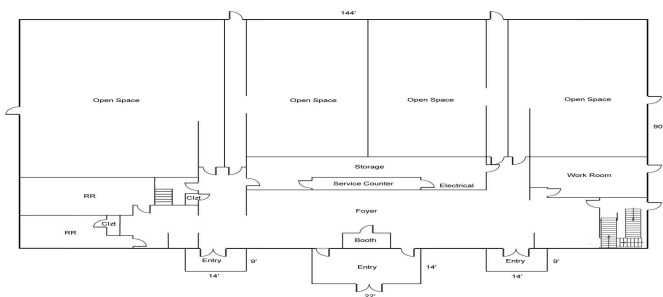 144'
Open Space
Open Space
Open Space
Open Space
90'
Storage
Work Room
Service Counter
Electrical
RR
Clzt
Foyer
Clzt
RR
Booth
Entry
9'
Entry
14'
Entry
9'
14'
14'